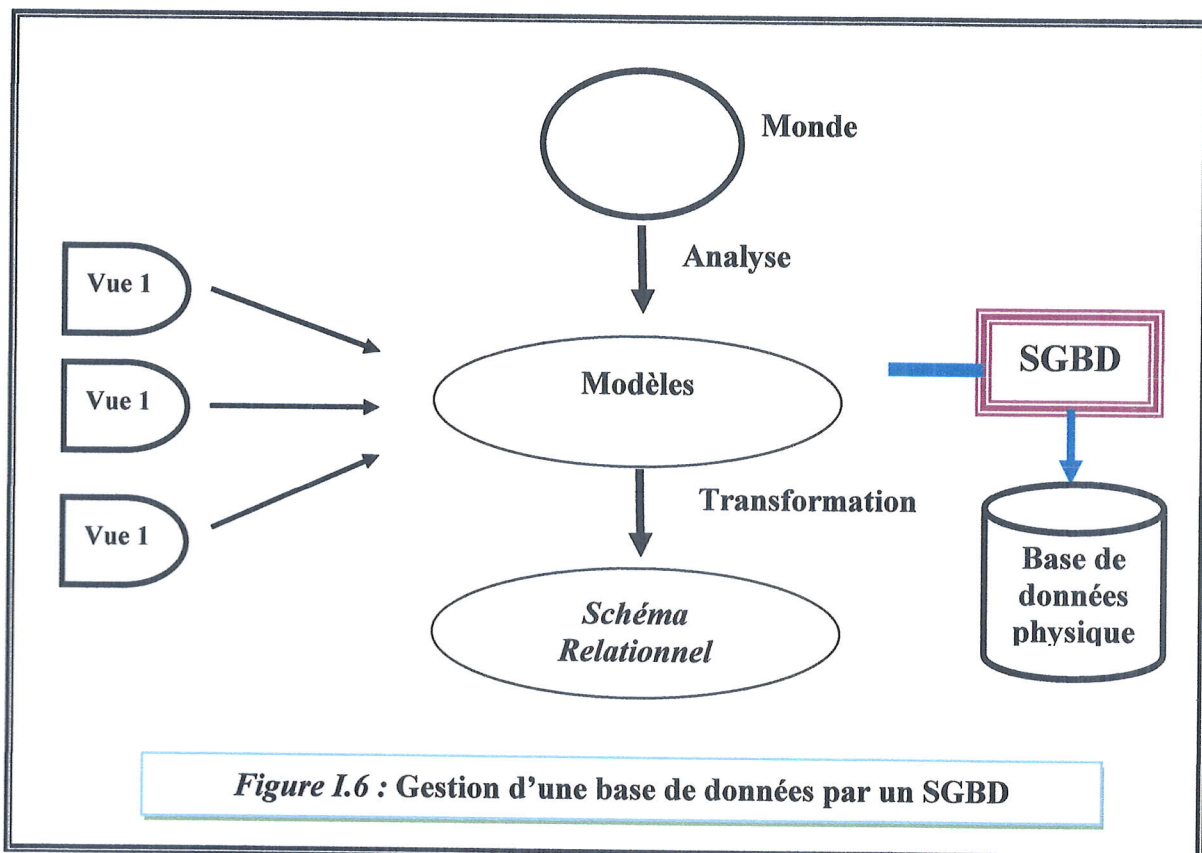 Monde
Analyse
Vue 1
Vue 1
Vue 1
Modèles
SGBD
Transformation
Base de
données
physique
Schéma
Relationnel
Figure I.6 : Gestion d'une base de données par un SGBD